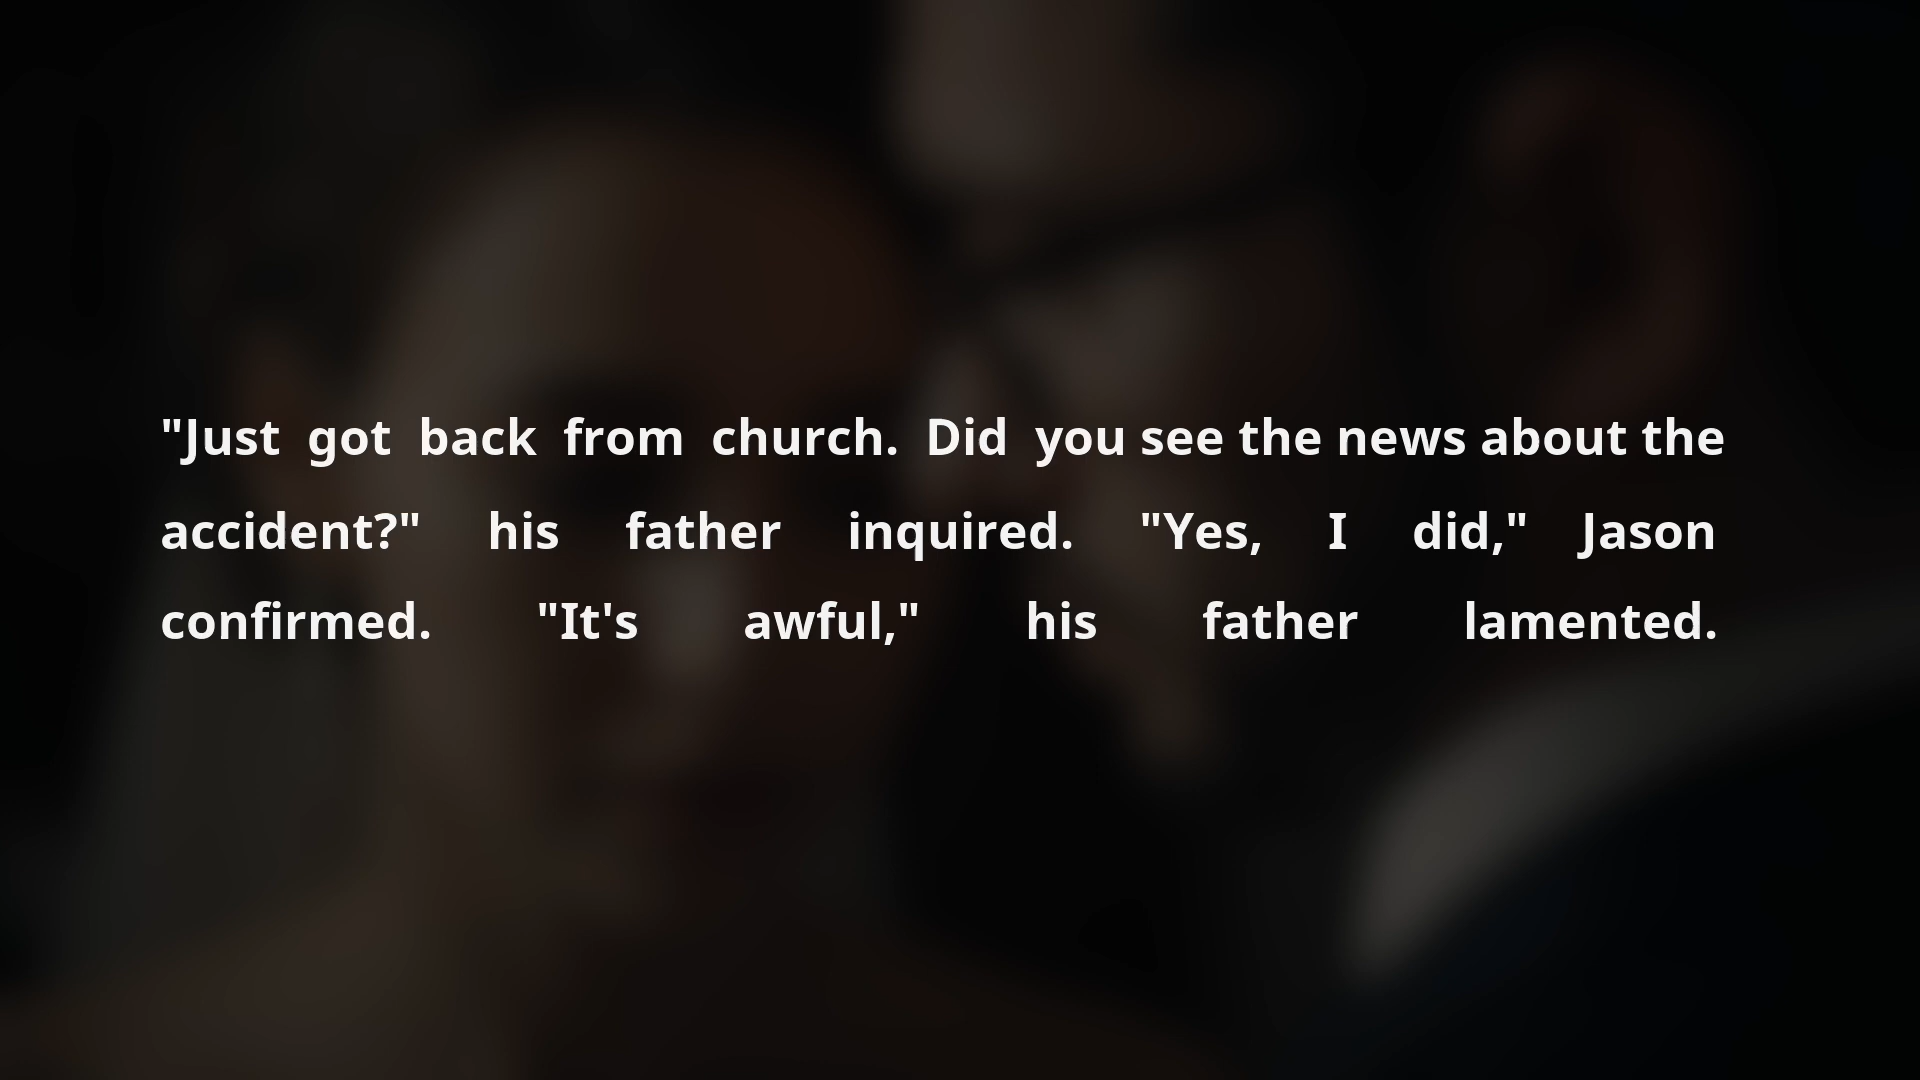 "Just got back from church. Did you see the news about the
accident?" his father inquired. "Yes, I did," Jason
confirmed. "It's awful," his father lamented.